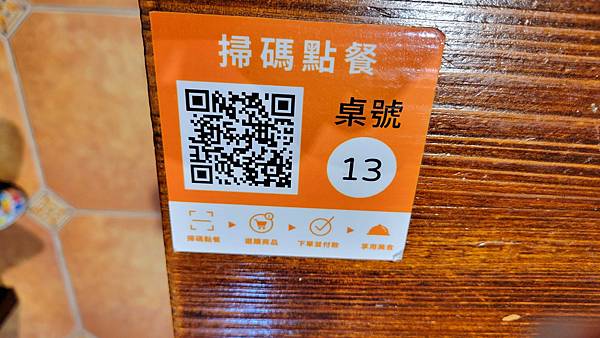 掃碼點餐
桌號
13
掃碼點餐
選購商品
下單並付款
享用美食